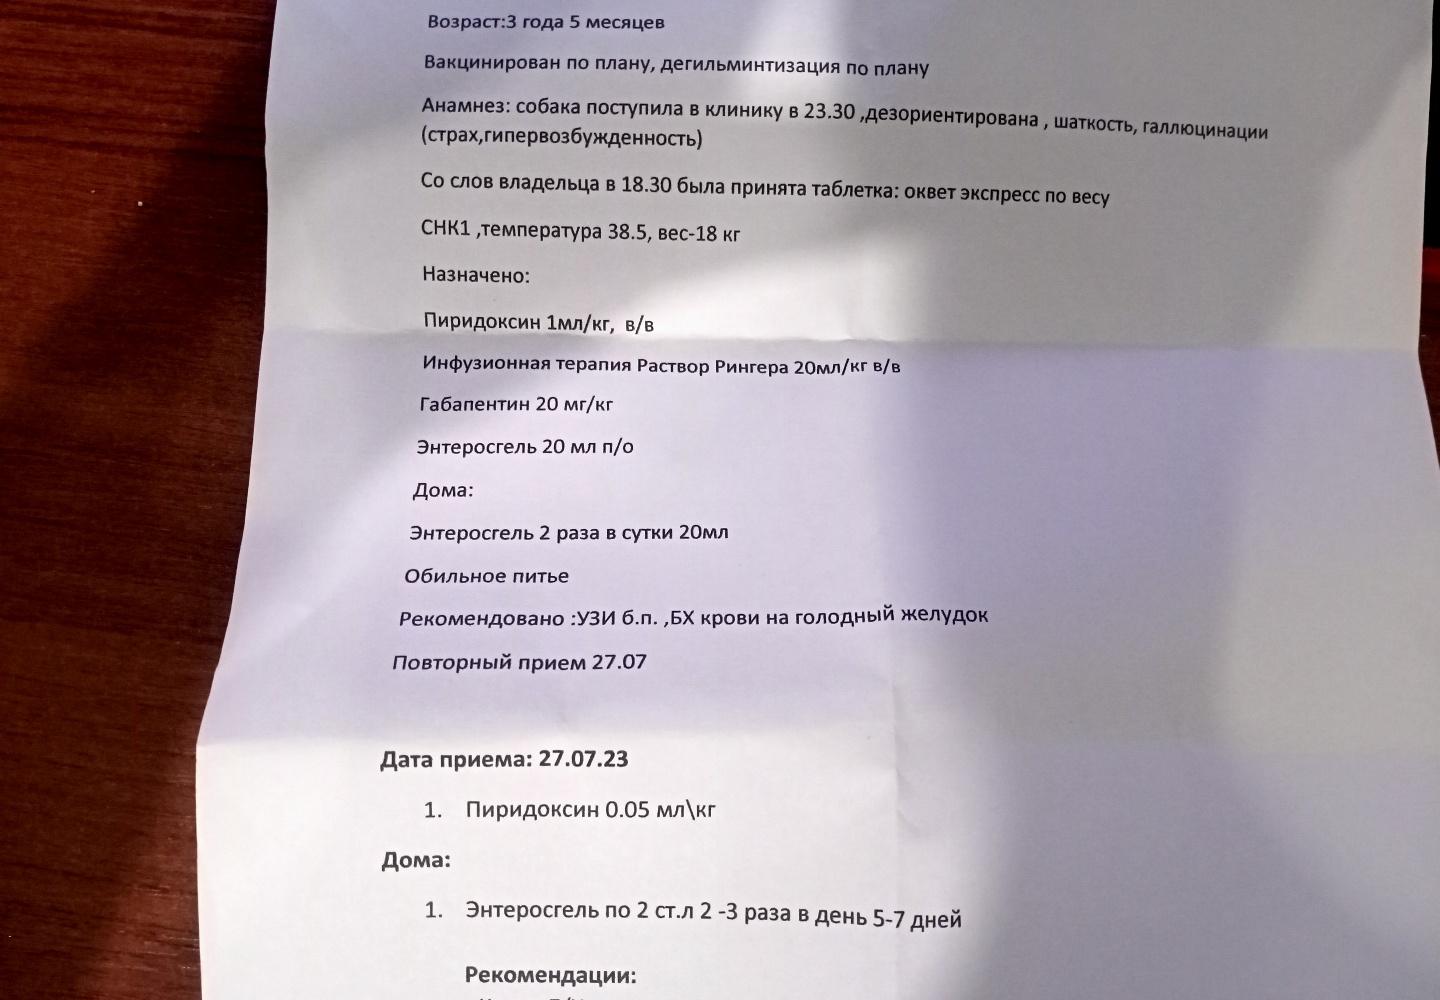 Возраст:3 года 5 месяцев
Вакцинирован по плану, дегильминтизация по плану
Анамнез: собака поступила в клинику в 23.30 ,дезориентирована , шаткость, галлюцинации
(страх,гипервозбужденность)
Со слов владельца в 18.30 была принята таблетка: оквет экспресс по весу
СНК1 ,температура 38.5, вес-18 кг
Назначено:
Пиридоксин 1мл/кг, в/в
Инфузионная терапия Раствор Рингера 20мл/кг в/в
Габапентин 20 мг/кг
Энтеросгель 20 мл п/о
Дома:
Энтеросгель 2 раза в сутки 20мл
Обильное питье
Рекомендовано :УЗИ б.п. ,БХ крови на голодный желудок
Повторный прием 27.07
Дата приема: 27.07.23
1. Пиридоксин 0.05 мл\кг
Дома:
1. Энтеросгель по 2 ст.л 2 -3 раза в день 5-7 дней
Рекомендации: